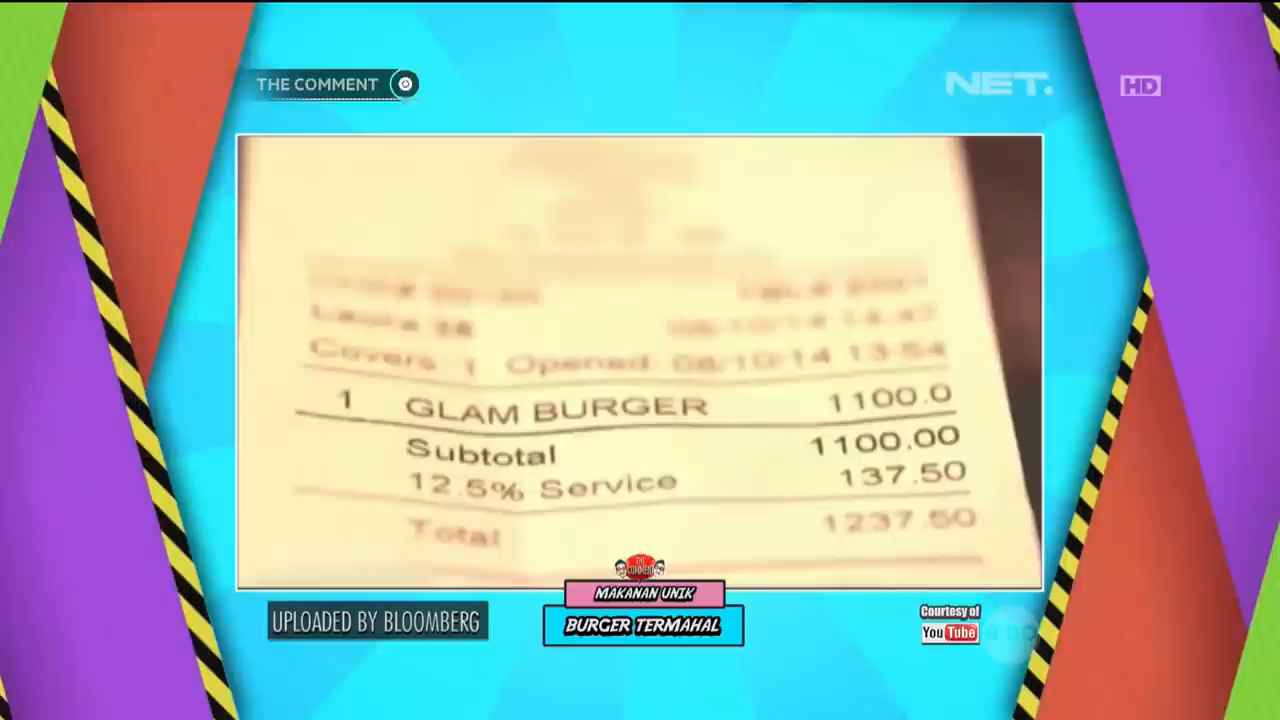 THE COMMENT
NET.
HD
Covers 1 Opened 08/10/14 13:54
1 GLAM BURGER 1100.0
Subtotal 1100.00
12.5% Service 137.50
Total 1237.50
THE COMMENT
MAKANAN UNIK
BURGER TERMAHAL
UPLOADED BY BLOOMBERG
Courtesy of
YouTube